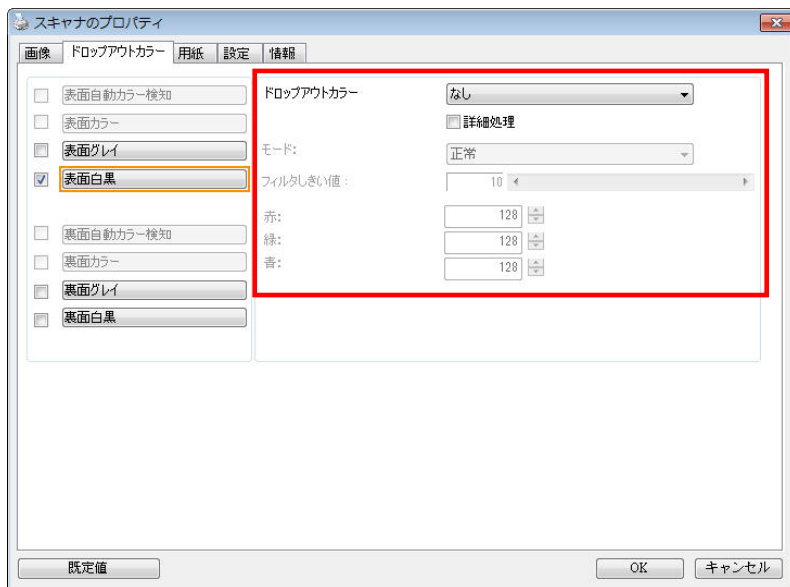 スキャナのプロパティ
画像 ドロップアウトカラー 用紙 設定 情報
表面自動カラー検知
表面カラー
表面グレイ
表面白黒
裏面自動カラー検知
裏面カラー
裏面グレイ
裏面白黒
ドロップアウトカラー なし
詳細処理
モード: 正常
フィルタしきい値: 10
赤: 128
緑: 128
青: 128
既定値 OK キャンセル